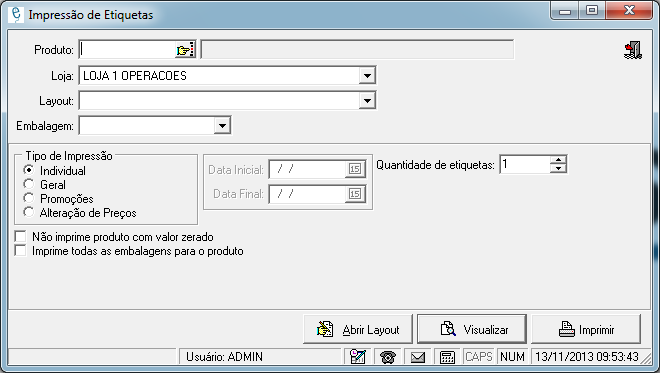 Impressão de Etiquetas
Produto:
Loja: LOJA 1 OPERACOES
Layout:
Embalagem:
Tipo de Impressão
Individual
Geral
Promoções
Alteração de Preços
Data Inicial: / / 15
Data Final: / / 15
Quantidade de etiquetas: 1
Não imprime produto com valor zerado
Imprime todas as embalagens para o produto
Abrir Layout Visualizar Imprimir
Usuário: ADMIN CAPS NUM 13/11/2013 09:53:43